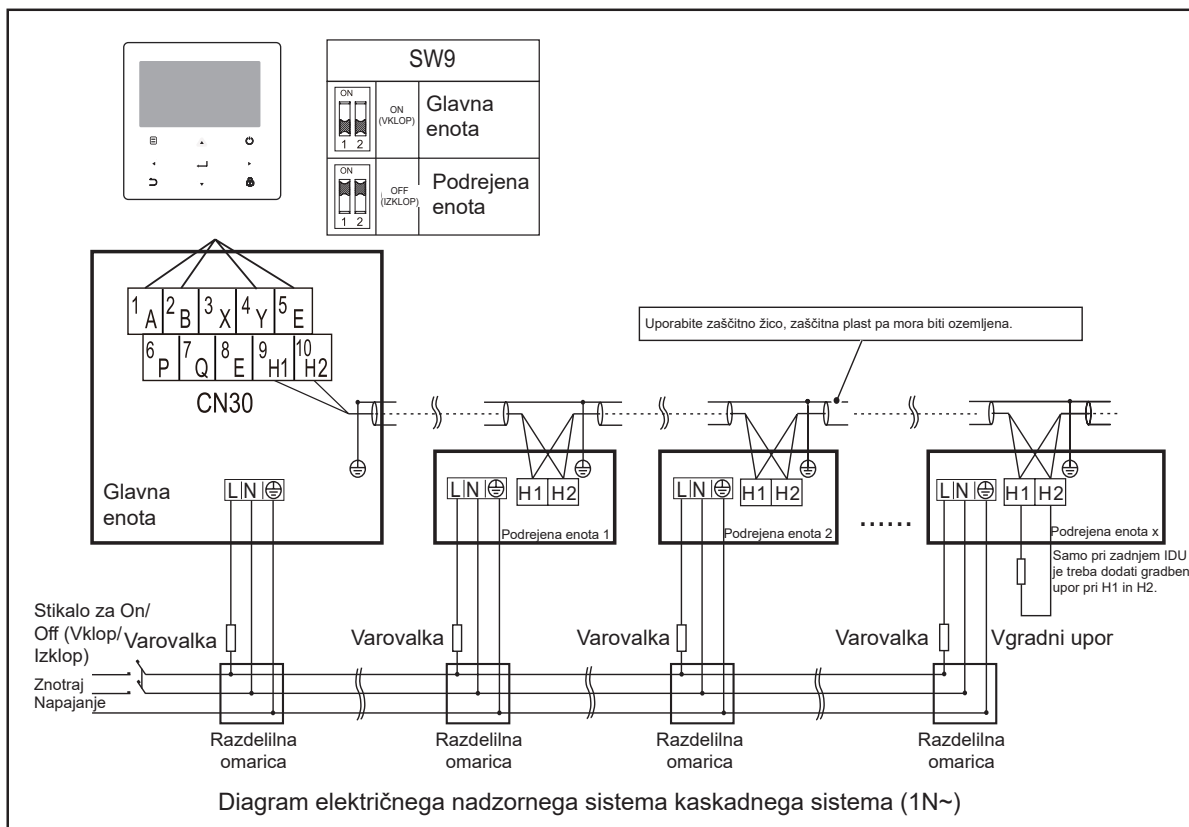 SW9
ON
1 2
ON
(VKLOP)
Glavna
enota
ON
1 2
OFF
(IZKLOP)
Podrejena
enota
1 A 2 B 3 X 4 Y 5 E
6 P 7 Q 8 E 9 H1 10 H2
CN30
Uporabite zaščitno žico, zaščitna plast pa mora biti ozemljena.
Glavna
enota
L N
L N
H1 H2
Podrejena enota 1
L N
H1 H2
Podrejena enota 2
......
L N
H1 H2
Podrejena enota x
Samo pri zadnjem IDU
je treba dodati gradben
upor pri H1 in H2.
Stikalo za On/
Off (Vklop/
Izklop)
Varovalka
Varovalka
Varovalka
Varovalka
Vgradni upor
Znotraj
Napajanje
Razdelilna
omarica
Razdelilna
omarica
Razdelilna
omarica
Razdelilna
omarica
Diagram električnega nadzornega sistema kaskadnega sistema (1N~)